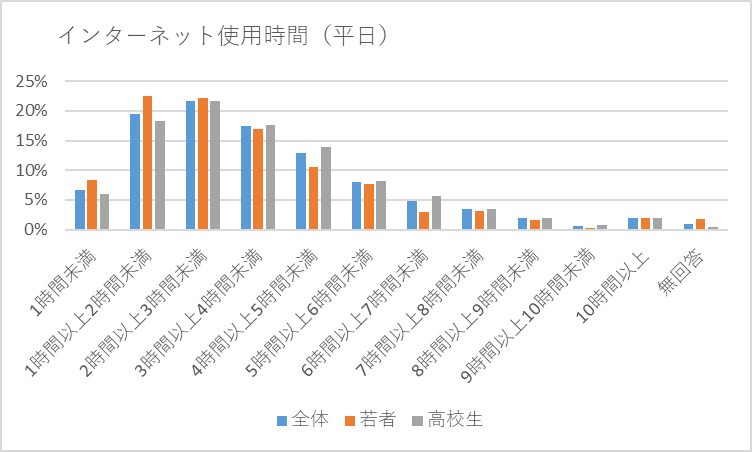 インターネット使用時間（平日）
25%
20%
15%
10%
5%
0%
1時間未満
1時間以上2時間未満
2時間以上3時間未満
3時間以上4時間未満
4時間以上5時間未満
5時間以上6時間未満
6時間以上7時間未満
7時間以上8時間未満
8時間以上9時間未満
9時間以上10時間未満
10時間以上
無回答
全体 若者 高校生